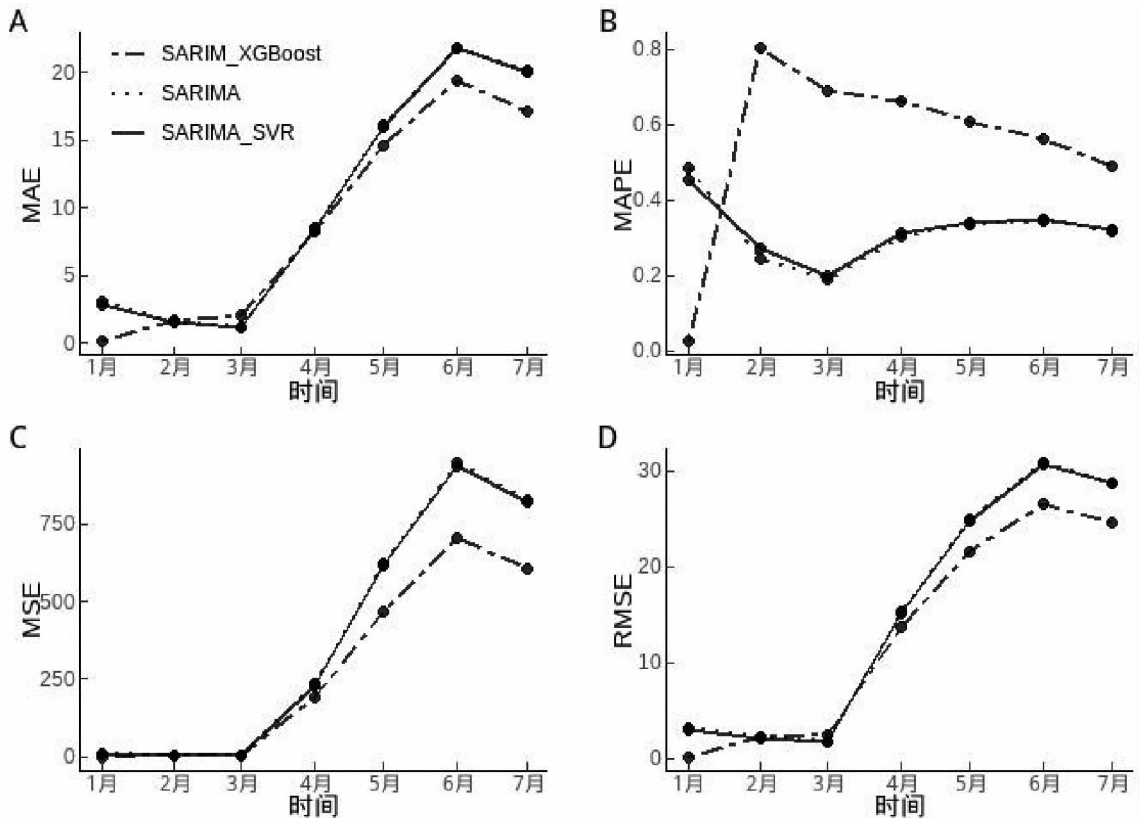 A
MAE
20
15
10
5
0
SARIM_XGBoost
SARIMA
SARIMA_SVR
1月 2月 3月 4月 5月 6月 7月
时间
B
MAPE
0.8
0.6
0.4
0.2
0.0
1月 2月 3月 4月 5月 6月 7月
时间
C
MSE
750
500
250
0
1月 2月 3月 4月 5月 6月 7月
时间
D
RMSE
30
20
10
0
1月 2月 3月 4月 5月 6月 7月
时间